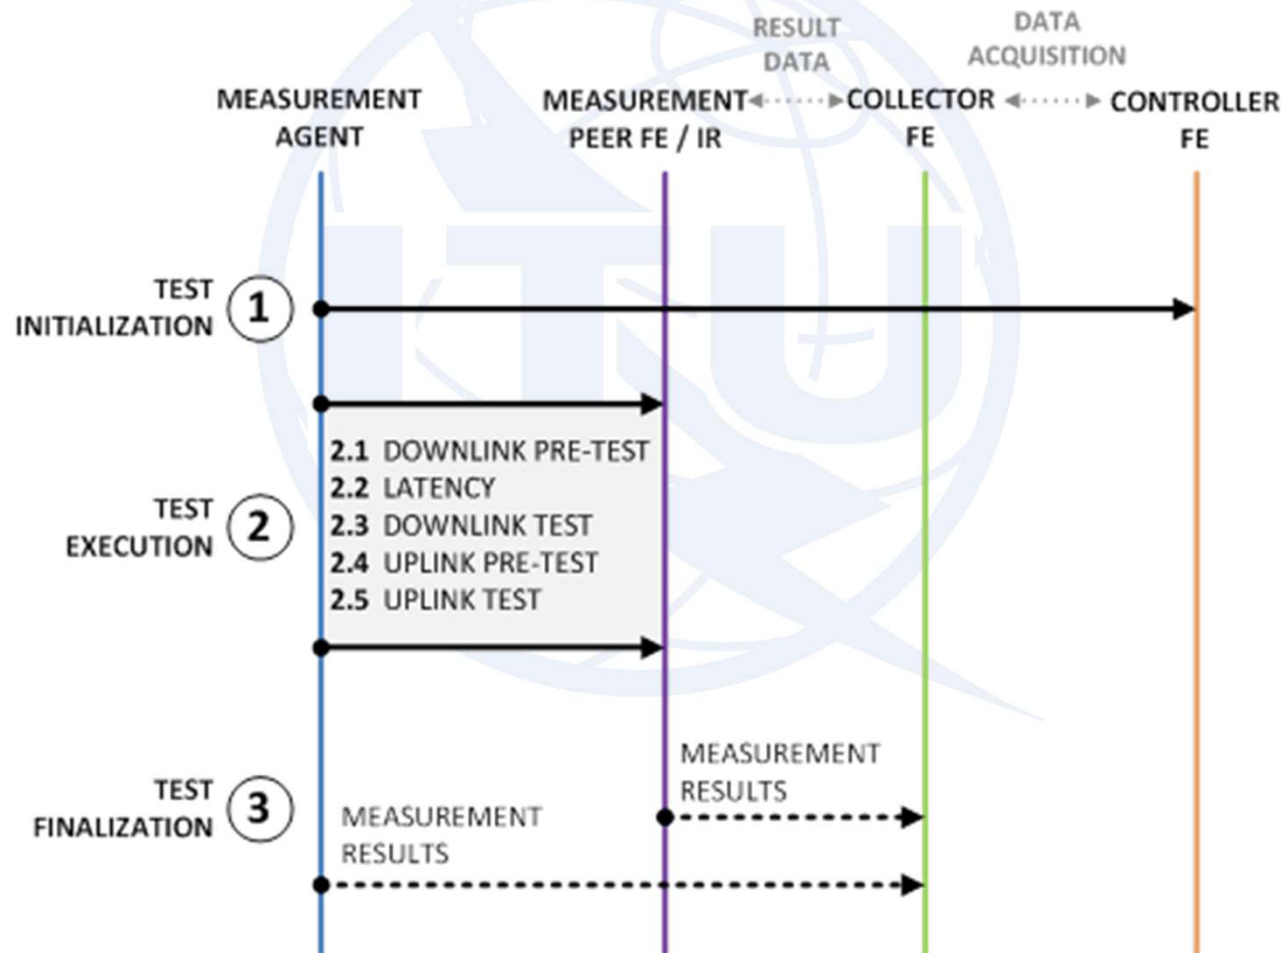 RESULT
DATA
DATA
ACQUISITION
MEASUREMENT
AGENT
MEASUREMENT
PEER FE / IR
COLLECTOR
FE
CONTROLLER
FE
TEST
INITIALIZATION
1
2.1 DOWNLINK PRE-TEST
2.2 LATENCY
2.3 DOWNLINK TEST
2.4 UPLINK PRE-TEST
2.5 UPLINK TEST
TEST
EXECUTION
2
MEASUREMENT
RESULTS
TEST
FINALIZATION
3
MEASUREMENT
RESULTS
ITU